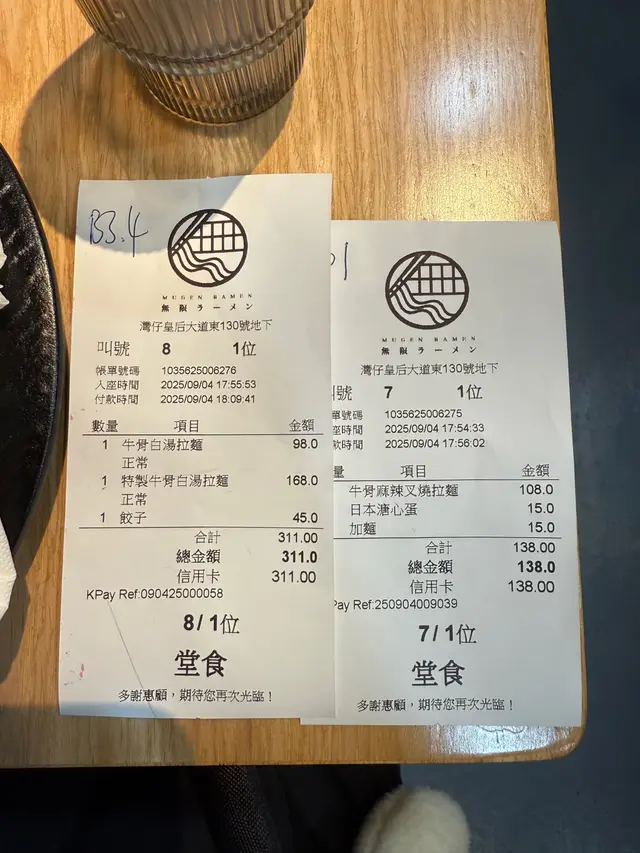 B3.4
MUGEN RAMEN
無限ラーメン
灣仔皇后大道東130號地下
叫號 8 1位
帳單號碼 1035625006276
入座時間 2025/09/04 17:55:53
付款時間 2025/09/04 18:09:41
數量 項目 金額
1 牛骨白湯拉麵 98.0
正常
1 特製牛骨白湯拉麵 168.0
正常
1 餃子 45.0
合計 311.00
總金額 311.0
信用卡 311.00
KPay Ref:090425000058
8/1位
堂食
多謝惠顧，期待您再次光臨！
MUGEN RAMEN
無限ラーメン
灣仔皇后大道東130號地下
號 7 1位
單號碼 1035625006275
座時間 2025/09/04 17:54:33
款時間 2025/09/04 17:56:02
量 項目 金額
牛骨麻辣叉燒拉麵 108.0
日本溏心蛋 15.0
加麵 15.0
合計 138.00
總金額 138.0
信用卡 138.00
Pay Ref:250904009039
7/1位
堂食
多謝惠顧，期待您再次光臨！